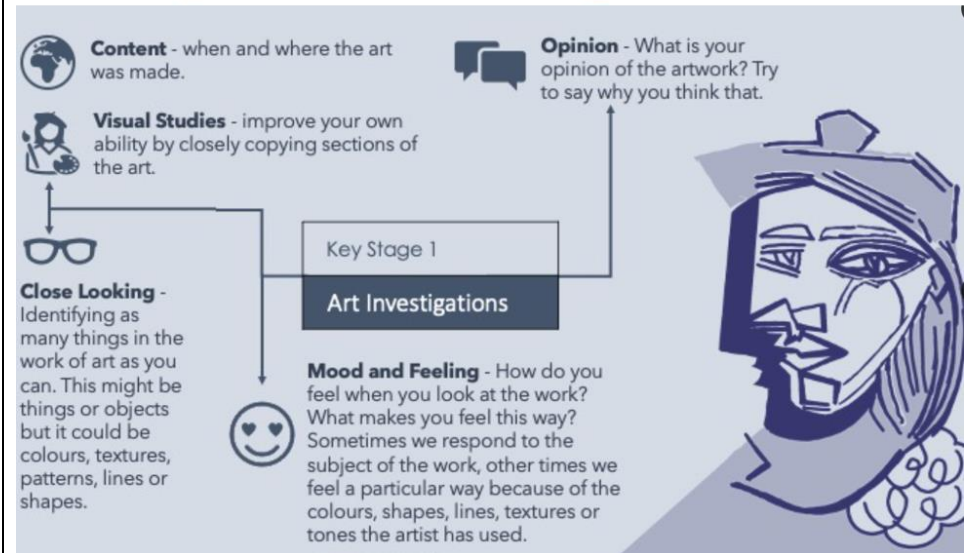 Content - when and where the art
was made.
Visual Studies - improve your own
ability by closely copying sections of
the art.
Close Looking -
Identifying as
many things in the
work of art as you
can. This might be
things or objects
but it could be
colours, textures,
patterns, lines or
shapes.
Opinion - What is your
opinion of the artwork? Try
to say why you think that.
Key Stage 1
Art Investigations
Mood and Feeling - How do you
feel when you look at the work?
What makes you feel this way?
Sometimes we respond to the
subject of the work, other times we
feel a particular way because of the
colours, shapes, lines, textures or
tones the artist has used.